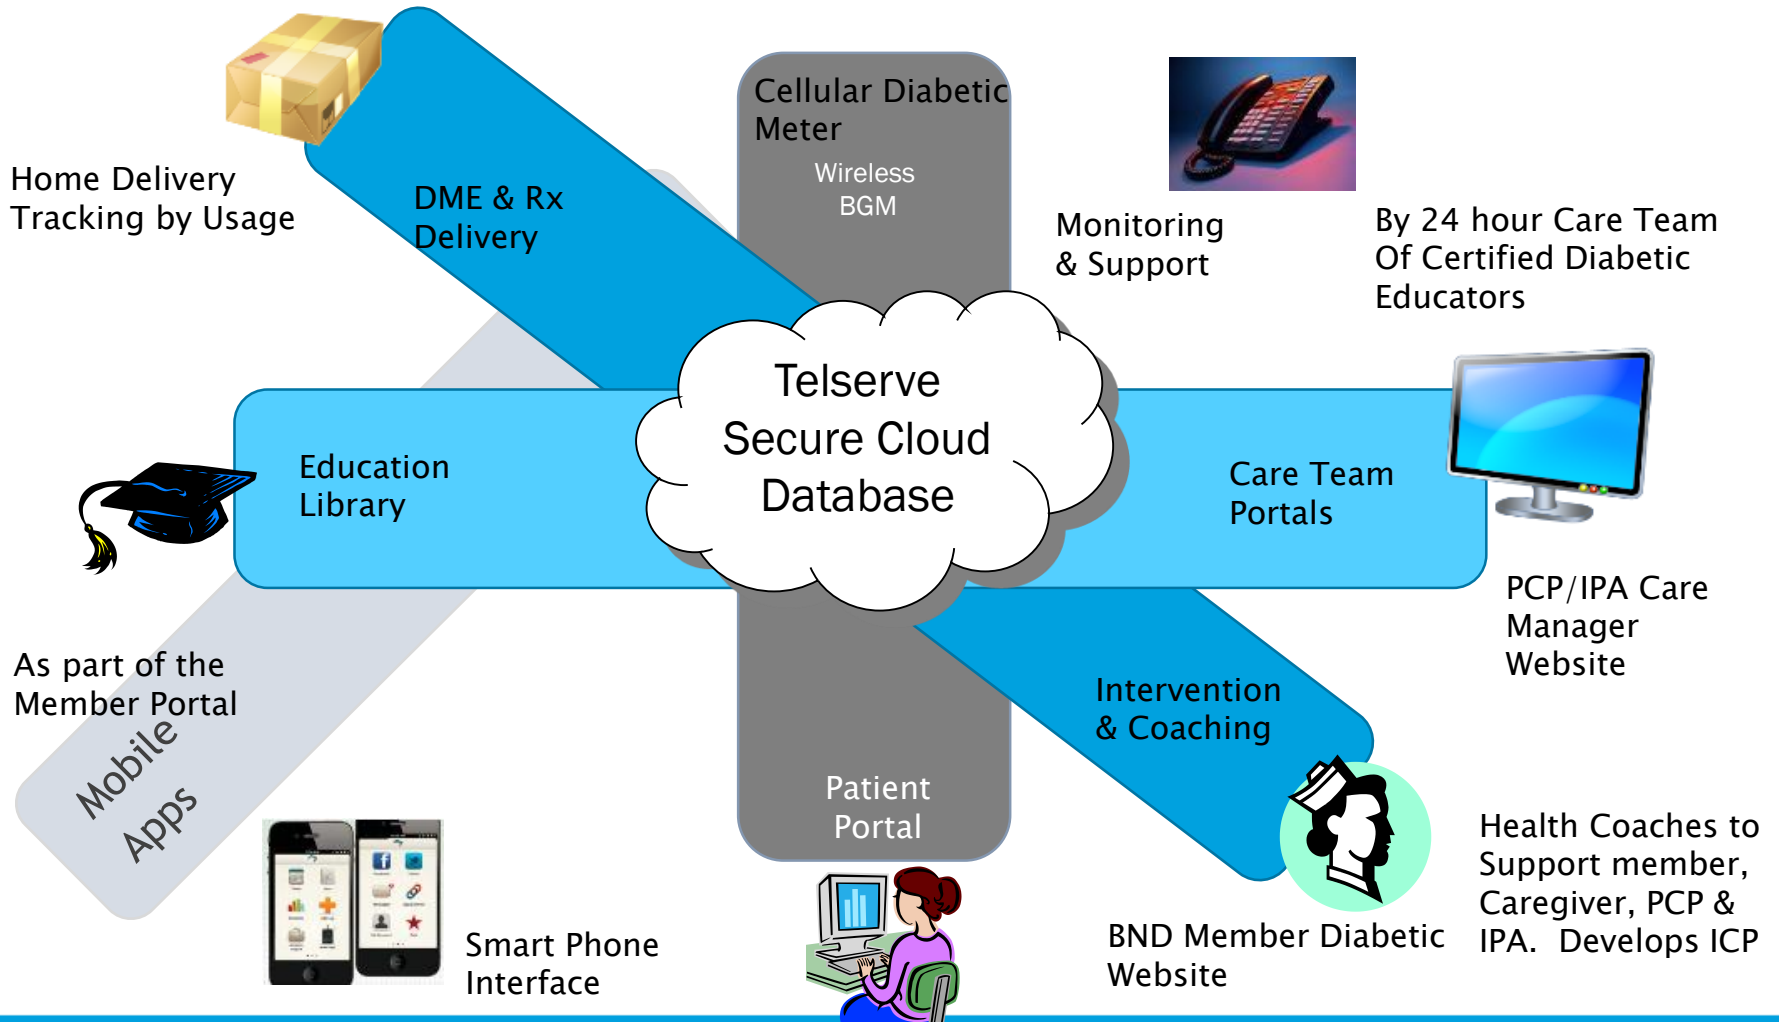 Cellular Diabetic
Meter
Wireless
BGM
Home Delivery
Tracking by Usage
DME & Rx
Delivery
Monitoring
& Support
By 24 hour Care Team
Of Certified Diabetic
Educators
Telserve
Secure Cloud
Database
Education
Library
Care Team
Portals
PCP/IPA Care
Manager
Website
As part of the
Member Portal
Mobile
Apps
Intervention
& Coaching
Patient
Portal
Smart Phone
Interface
BND Member Diabetic
Website
Health Coaches to
Support member,
Caregiver, PCP &
IPA.  Develops ICP